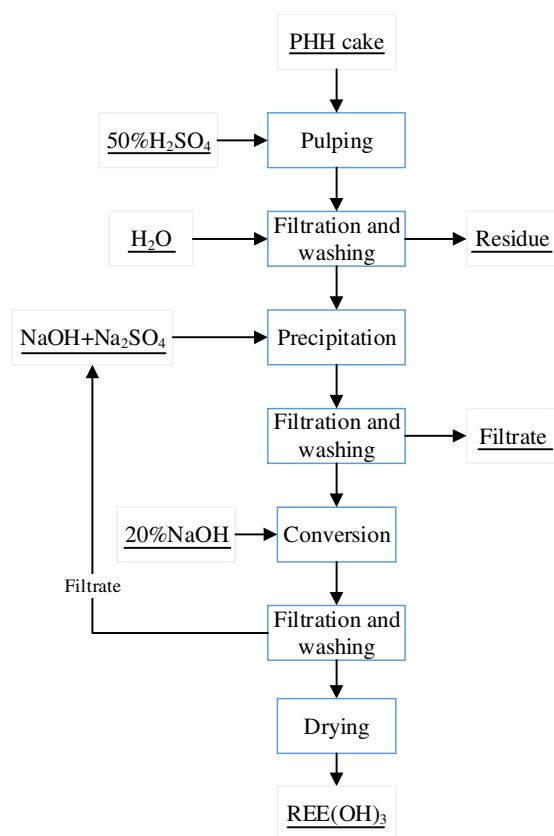 PHH cake
50%H₂SO₄
Pulping
H₂O
Filtration and
washing
Residue
NaOH+Na₂SO₄
Precipitation
Filtration and
washing
Filtrate
20%NaOH
Conversion
Filtrate
Filtration and
washing
Drying
REE(OH)₃